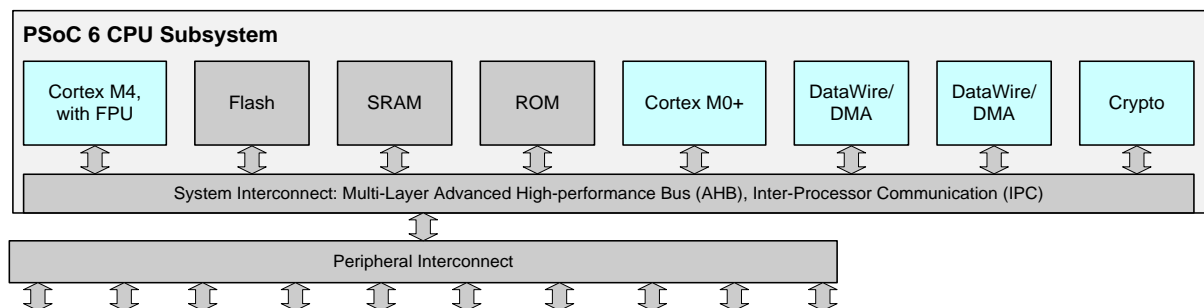 PSoC 6 CPU Subsystem
Cortex M4,
with FPU
Flash
SRAM
ROM
Cortex M0+
DataWire/
DMA
DataWire/
DMA
Crypto
System Interconnect: Multi-Layer Advanced High-performance Bus (AHB), Inter-Processor Communication (IPC)
Peripheral Interconnect